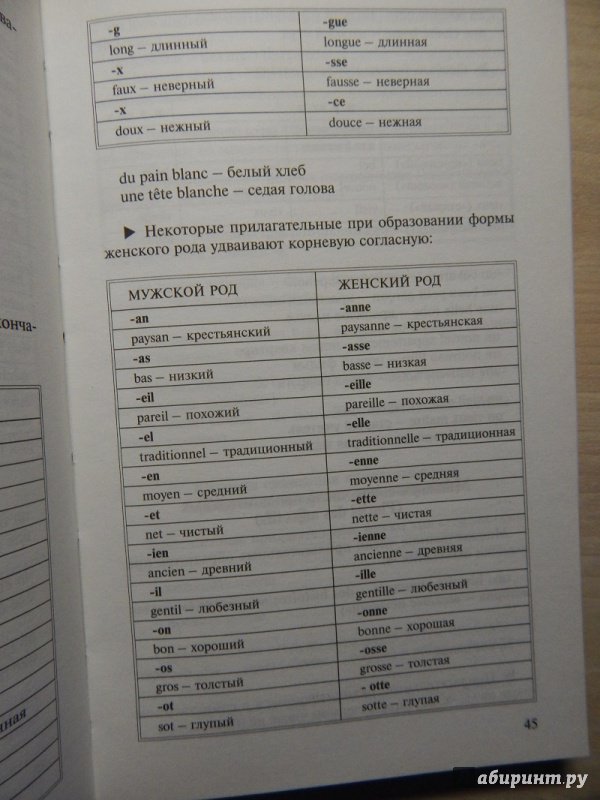 ва-
-g -gue
long – длинный longue – длинная
-x -sse
faux – неверный fausse – неверная
-x -ce
doux – нежный douce – нежная
du pain blanc – белый хлеб
une tête blanche – седая голова
▶ Некоторые прилагательные при образовании формы
женского рода удваивают корневую согласную:
конча-
МУЖСКОЙ РОД ЖЕНСКИЙ РОД
-an -anne
paysan – крестьянский paysanne – крестьянская
-as -asse
bas – низкий basse – низкая
-eil -eille
pareil – похожий pareille – похожая
-el -elle
traditionnel – традиционный traditionnelle – традиционная
-en -enne
moyen – средний moyenne – средняя
-et -ette
net – чистый nette – чистая
-ien -ienne
ancien – древний ancienne – древняя
-il -ille
gentil – любезный gentille – любезный
-on -onne
bon – хороший bonne – хорошая
-os -osse
gros – толстый grosse – толстая
-ot - otte
sot – глупый sotte – глупая
45
абиринт.ру